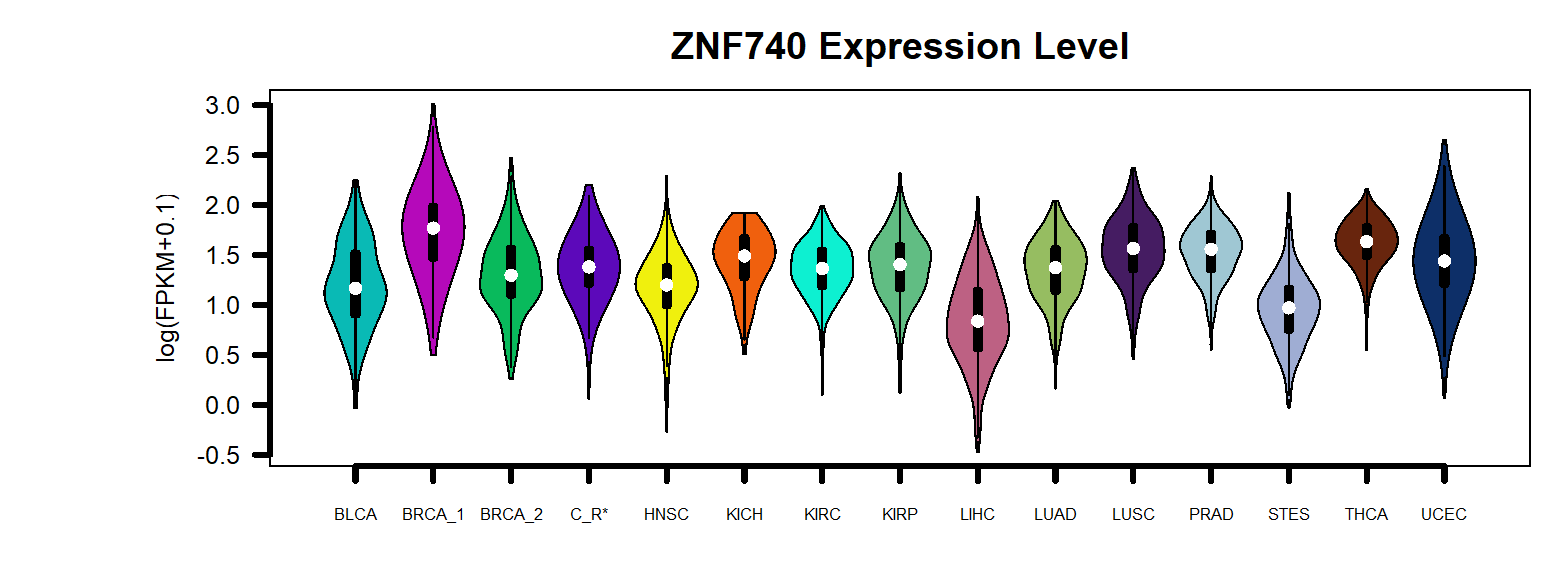 ZNF740 Expression Level
log(FPKM+0.1)
3.0
2.5
2.0
1.5
1.0
0.5
0.0
-0.5
BLCA BRCA_1 BRCA_2 C_R* HNSC KICH KIRC KIRP LIHC LUAD LUSC PRAD STES THCA UCEC